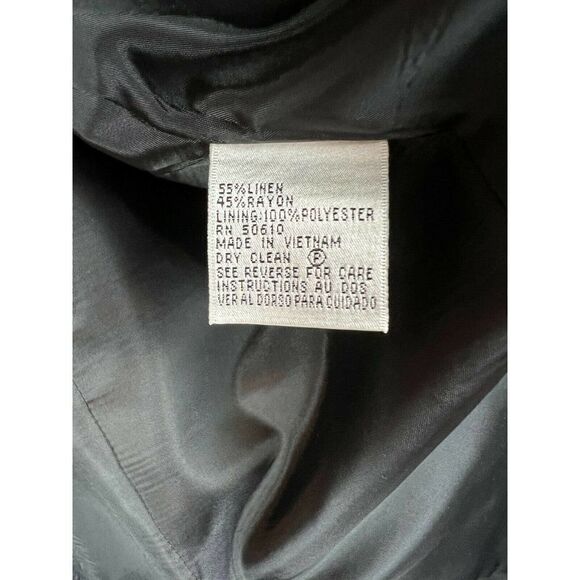 55%LINEN
45%RAYON
LINING:100%POLYESTER
RN 50610
MADE IN VIETNAM
DRY CLEAN Ⓟ
SEE REVERSE FOR CARE
INSTRUCTIONS AU DOS
VER AL DORSO PARA CUIDADO